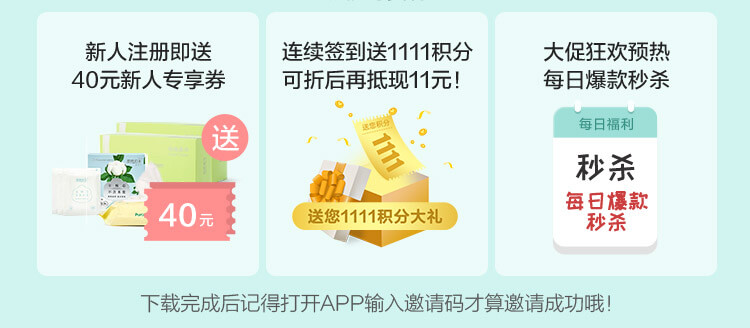 新人注册即送
40元新人专享券
送
40元
连续签到送1111积分
可折后再抵现11元！
送您积分
1111
送您1111积分大礼
大促狂欢预热
每日爆款秒杀
每日福利
秒杀
每日爆款
秒杀
下载完成后记得打开APP输入邀请码才算邀请成功哦！